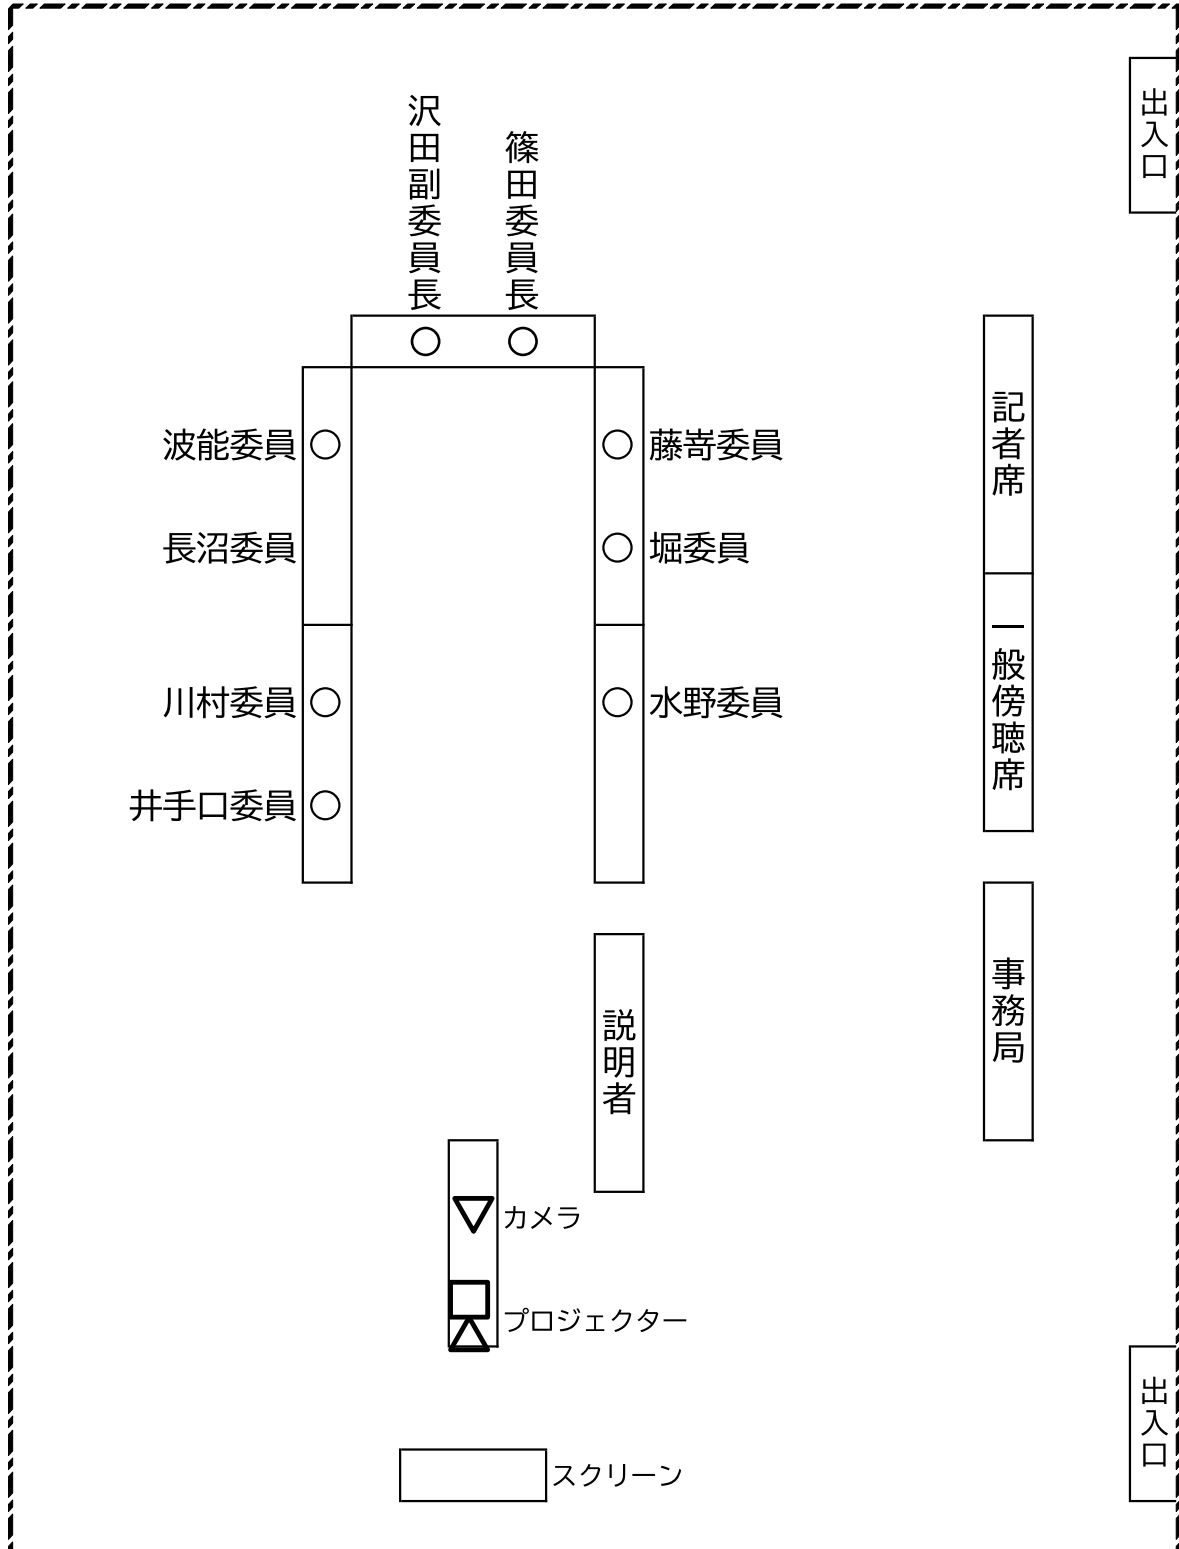 出入口
沢田副委員長
篠田委員長
波能委員
藤嵜委員
長沼委員
堀委員
川村委員
水野委員
井手口委員
記者席
一般傍聴席
事務局
説明者
カメラ
プロジェクター
スクリーン
出入口